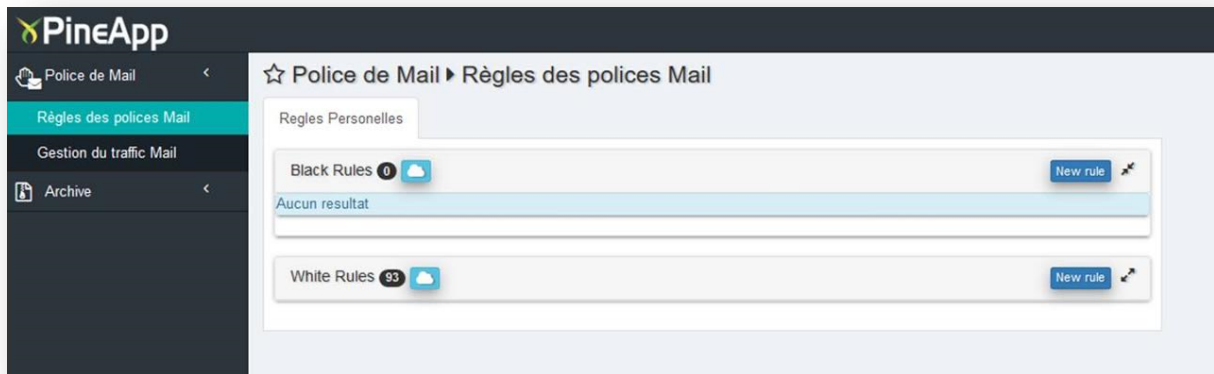 PineApp
Police de Mail
Règles des polices Mail
Gestion du traffic Mail
Archive
Police de Mail Règles des polices Mail
Regles Personelles
Black Rules 0 New rule
Aucun resultat
White Rules 93 New rule